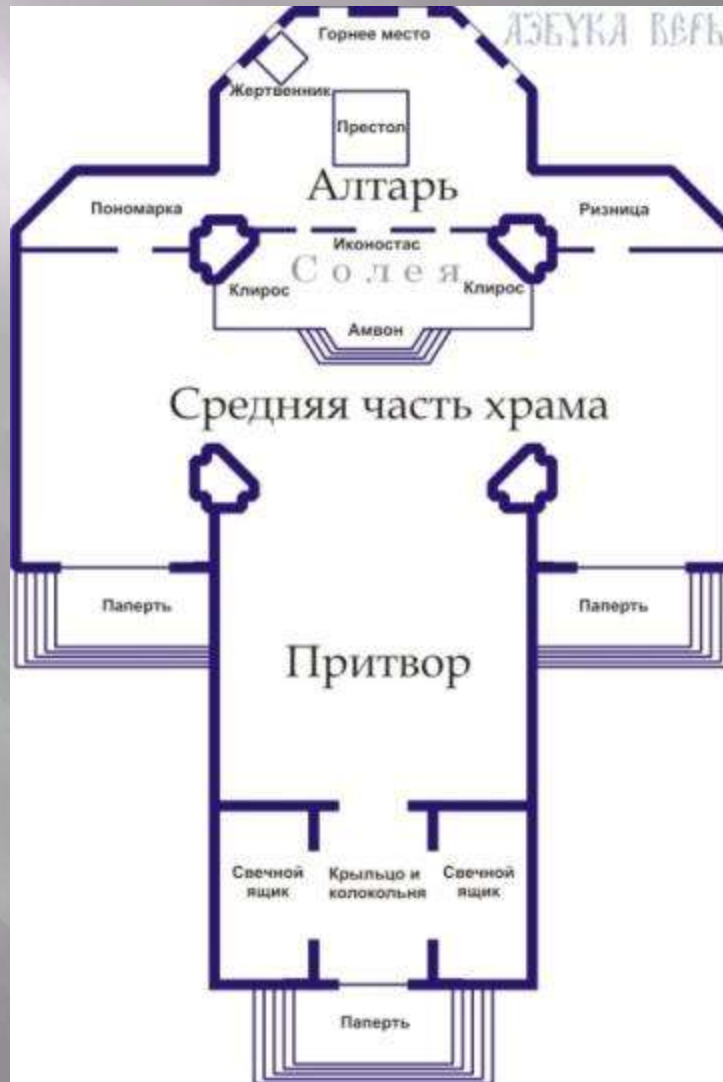 АЗБУКА ВЕРЫ
Горнее место
Жертвенник
Престол
Алтарь
Пономарка
Ризница
Иконостас
Солея
Клирос
Клирос
Амвон
Средняя часть храма
Паперть
Паперть
Притвор
Свечной
ящик
Крыльцо и
колокольня
Свечной
ящик
Паперть